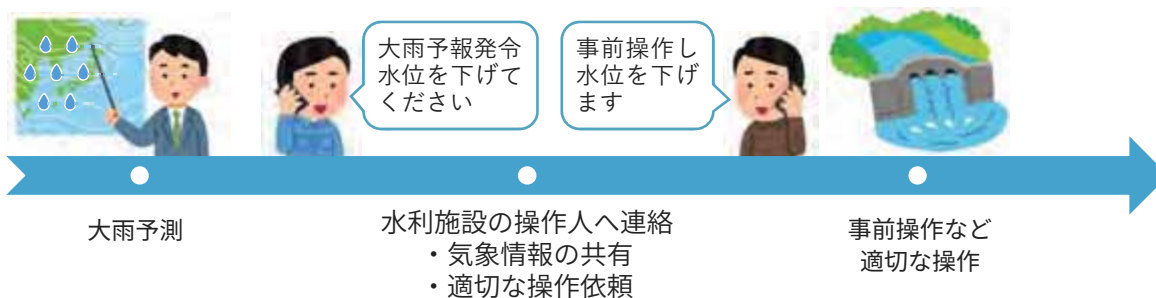 大雨予報発令
水位を下げて
ください
事前操作し
水位を下げ
ます
大雨予測
水利施設の操作人へ連絡
・気象情報の共有
・適切な操作依頼
事前操作など
適切な操作